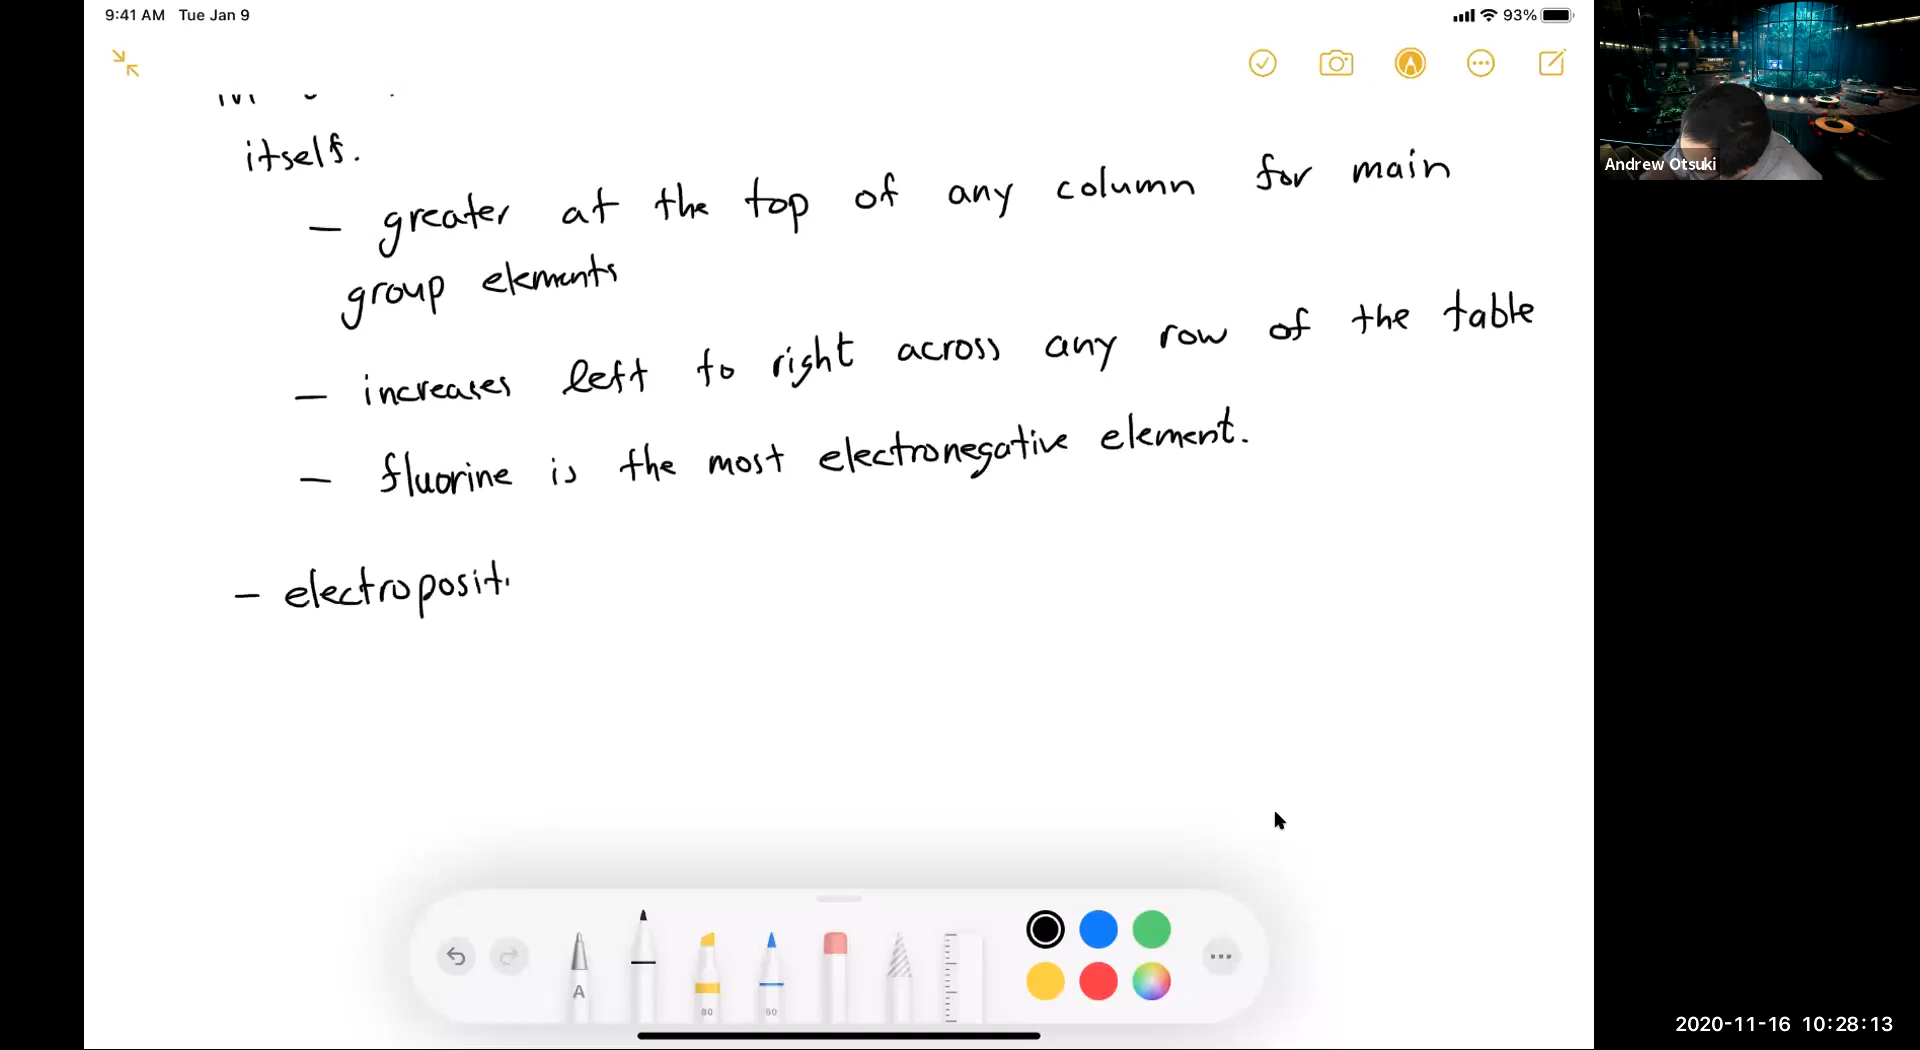 9:41 AM Tue Jan 9
93%
itself.
- greater at the top of any column for main
group elements
- increases left to right across any row of the table
- fluorine is the most electronegative element.
- electroposit
A
80
50
Andrew Otsuki
2020-11-16 10:28:13